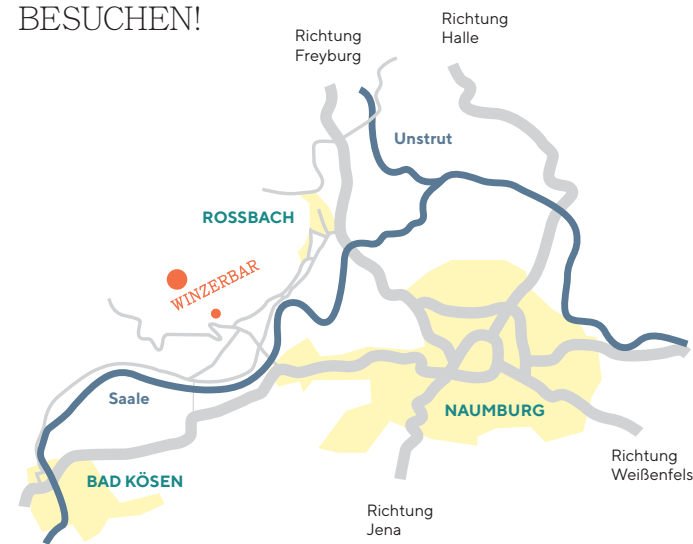 BESUCHEN!
Richtung
Halle
Richtung
Freyburg
Unstrut
ROSSBACH
WINZERBAR
Saale
NAUMBURG
BAD KÖSEN
Richtung
Weißenfels
Richtung
Jena